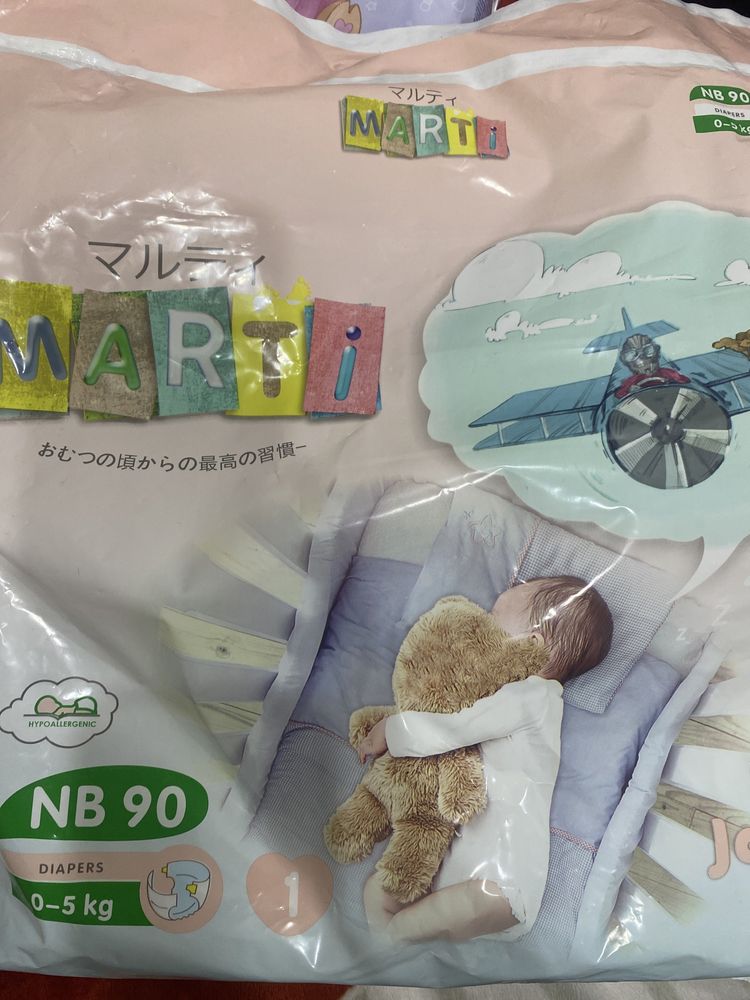 マルティ
MARTi
NB 90
DIAPERS
0-5 kg
マルティ
MARTi
おむつの頃からの最高の習慣ー
z Z
HYPOALLERGENIC
NB 90
DIAPERS
0-5 kg
1